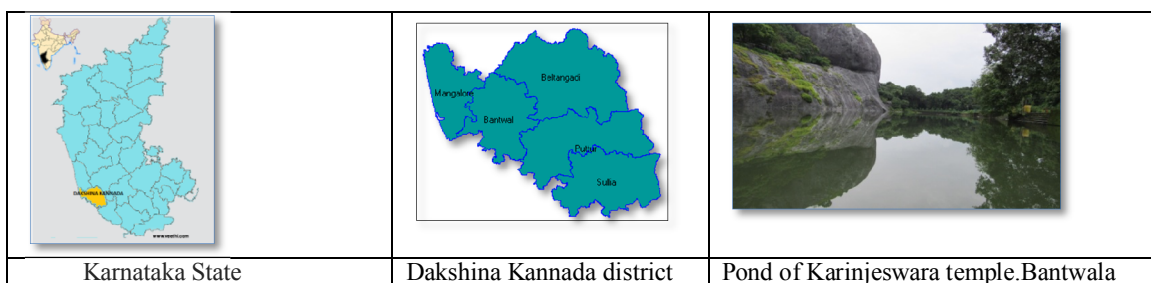 DAKSHINA KANNADA
www.veethi.com
Beltangadi
Mangalore
Bantwal
Puttur
Sullia
Karnataka State
Dakshina Kannada district
Pond of Karinjeswara temple.Bantwala